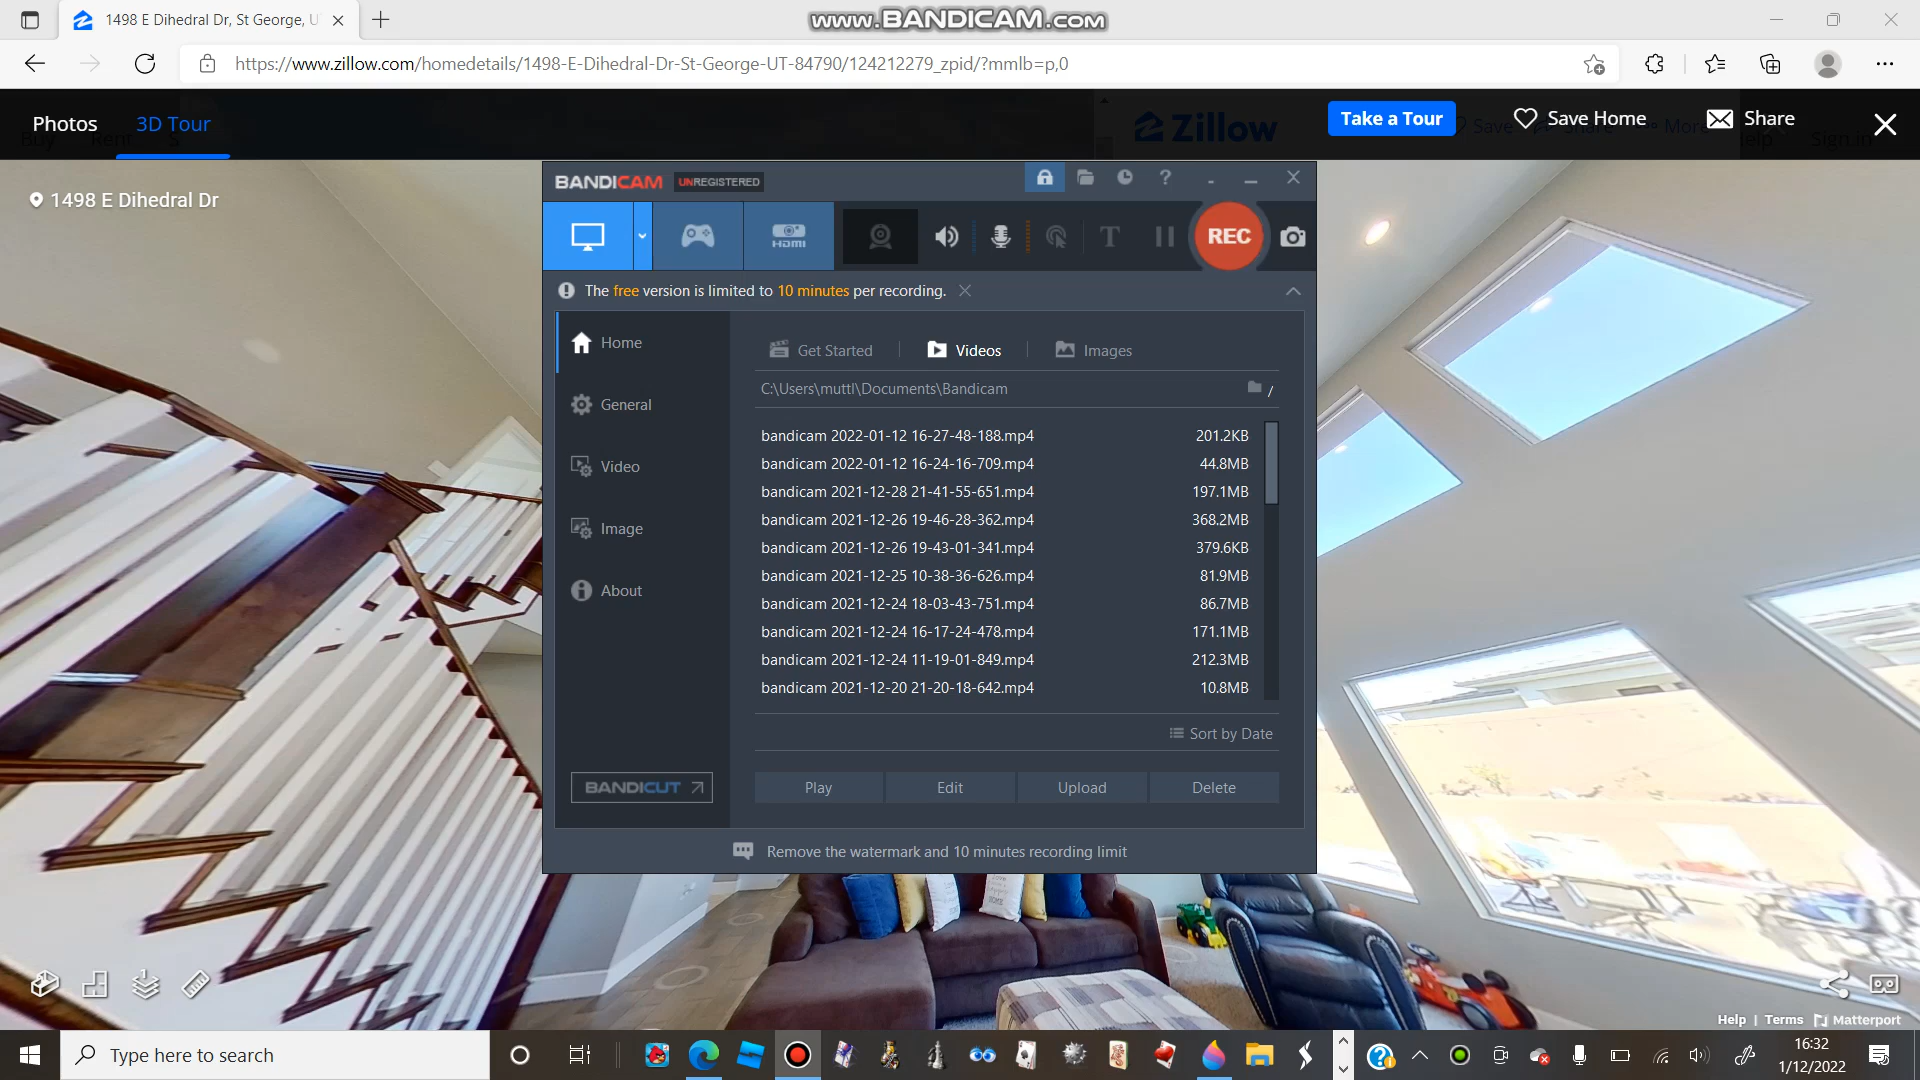 1498 E Dihedral Dr, St George, U
www.BANDICAM.com
https://www.zillow.com/homedetails/1498-E-Dihedral-Dr-St-George-UT-84790/124212279_zpid/?mmlb=p,0
Photos
3D Tour
Zillow
Take a Tour
Save Home
Share
1498 E Dihedral Dr
BANDICAM UNREGISTERED
HDMI
REC
The free version is limited to 10 minutes per recording.
Home
General
Video
Image
About
BANDICUT
Get Started
Videos
Images
C:\Users\muttl\Documents\Bandicam
bandicam 2022-01-12 16-27-48-188.mp4 201.2KB
bandicam 2022-01-12 16-24-16-709.mp4 44.8MB
bandicam 2021-12-28 21-41-55-651.mp4 197.1MB
bandicam 2021-12-26 19-46-28-362.mp4 368.2MB
bandicam 2021-12-26 19-43-01-341.mp4 379.6KB
bandicam 2021-12-25 10-38-36-626.mp4 81.9MB
bandicam 2021-12-24 18-03-43-751.mp4 86.7MB
bandicam 2021-12-24 16-17-24-478.mp4 171.1MB
bandicam 2021-12-24 11-19-01-849.mp4 212.3MB
bandicam 2021-12-20 21-20-18-642.mp4 10.8MB
Sort by Date
Play
Edit
Upload
Delete
Remove the watermark and 10 minutes recording limit
Help | Terms Matterport
Type here to search
16:32
1/12/2022